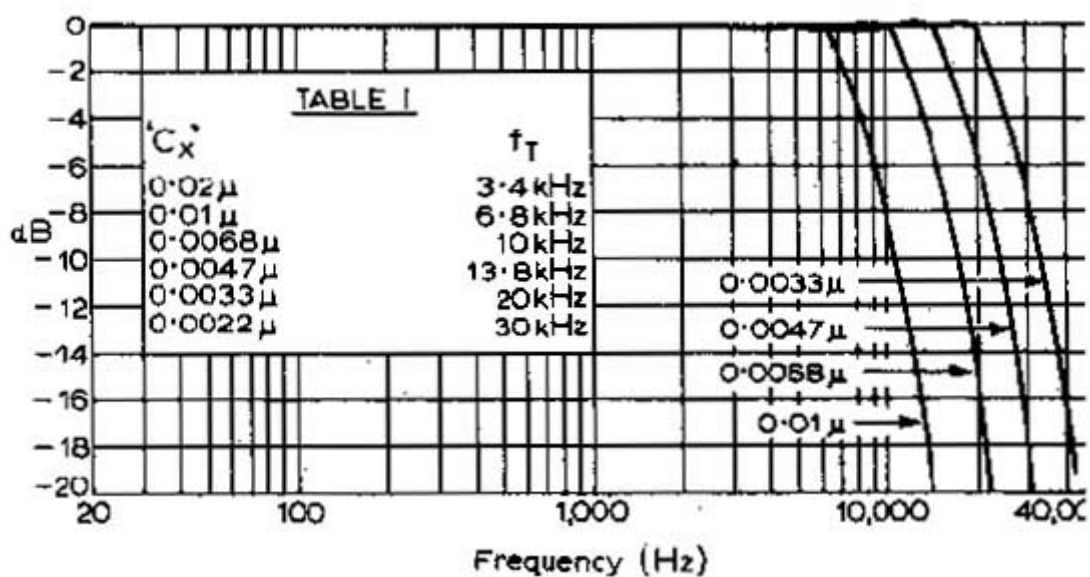 0
-2
-4
-6
-8
dB
-10
-12
-14
-16
-18
-20
TABLE I
'Cx' fT
0·02µ 3·4kHz
0·01µ 6·8kHz
0·0068µ 10kHz
0·0047µ 13·8kHz
0·0033µ 20kHz
0·0022µ 30kHz
0·0033µ
0·0047µ
0·0068µ
0·01µ
20 100 1,000 10,000 40,00
Frequency (Hz)